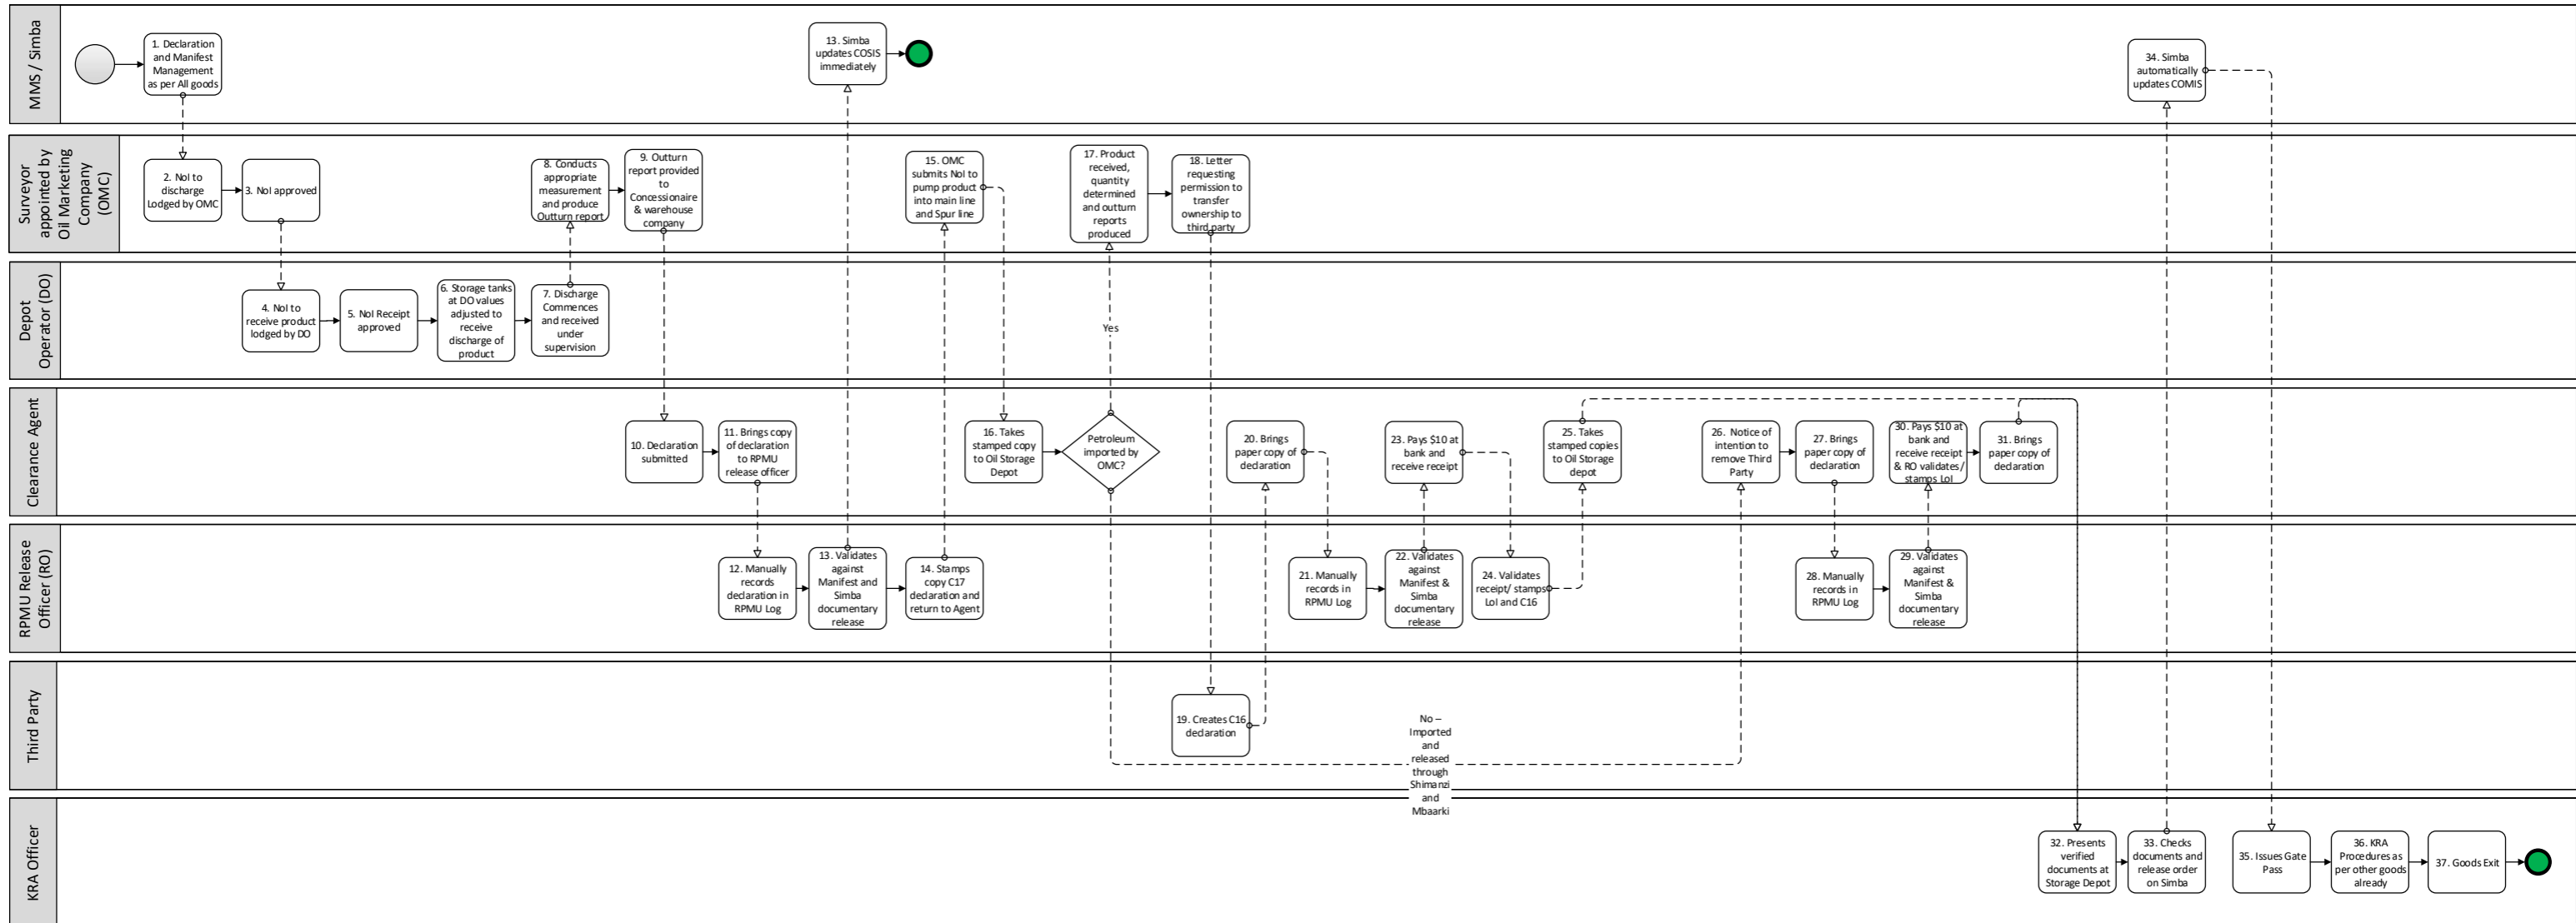 MMS / Simba
1. Declaration
and Manifest
Management
as per All goods
13. Simba
updates COSIS
immediately
34. Simba
automatically
updates COMIS
Surveyor
appointed by
Oil Marketing
Company
(OMC)
2. NoI to
discharge
Lodged by OMC
3. NoI approved
8. Conducts
appropriate
measurement
and produce
Outturn report
9. Outurn
report provided
to
Concessionaire
& warehouse
company
15. OMC
submits NoI to
pump product
into main line
and Spur line
17. Product
received,
quantity
determined
and outturn
reports
produced
18. Letter
requesting
permission to
transfer
ownership to
third party
Depot
Operator (DO)
4. NoI to
receive product
lodged by DO
5. NoI Receipt
approved
6. Storage tanks
at DO values
adjusted to
receive
discharge of
product
7. Discharge
Commences
and received
under
supervision
Yes
Clearance Agent
10. Declaration
submitted
11. Brings copy
of declaration
to RPMU
release officer
16. Takes
stamped copy
to Oil Storage
Depot
Petroleum
imported by
OMC?
20. Brings
paper copy of
declaration
23. Pays $10 at
bank and
receive receipt
25. Takes
stamped copies
to Oil Storage
depot
26. Notice of
intention to
remove Third
Party
27. Brings
paper copy of
declaration
30. Pays $10 at
bank and
receive receipt
& RO validates/
stamps LoI
31. Brings
paper copy of
declaration
RPMU Release
Officer (RO)
12. Manually
records
declaration in
RPMU Log
13. Validates
against
Manifest and
Simba
documentary
release
14. Stamps
copy C17
declaration and
return to Agent
21. Manually
records in
RPMU Log
22. Validates
against
Manifest &
Simba
documentary
release
24. Validates
receipt/ stamps
LoI and C16
28. Manually
records in
RPMU Log
29. Validates
against
Manifest &
Simba
documentary
release
Third Party
19. Creates C16
declaration
No –
Imported
and
released
through
Shimanzi
and
Mbaarki
KRA Officer
32. Presents
verified
documents at
Storage Depot
33. Checks
documents and
release order
on Simba
35. Issues Gate
Pass
36. KRA
Procedures as
per other goods
already
37. Goods Exit